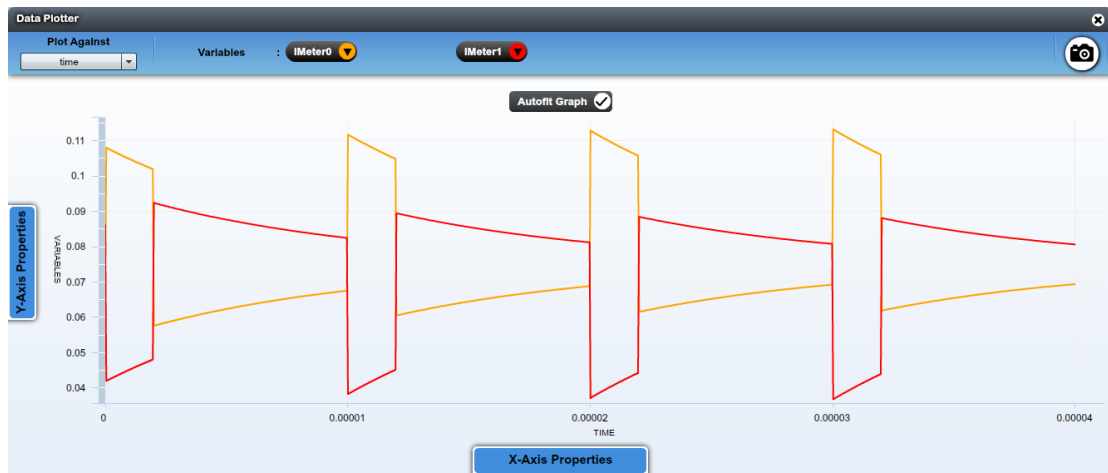 Data Plotter
Plot Against
time
Variables : IMeter0 IMeter1
Autofit Graph
Y-Axis Properties
VARIABLES
0.11
0.1
0.09
0.08
0.07
0.06
0.05
0.04
0 0.00001 0.00002 0.00003 0.00004
TIME
X-Axis Properties